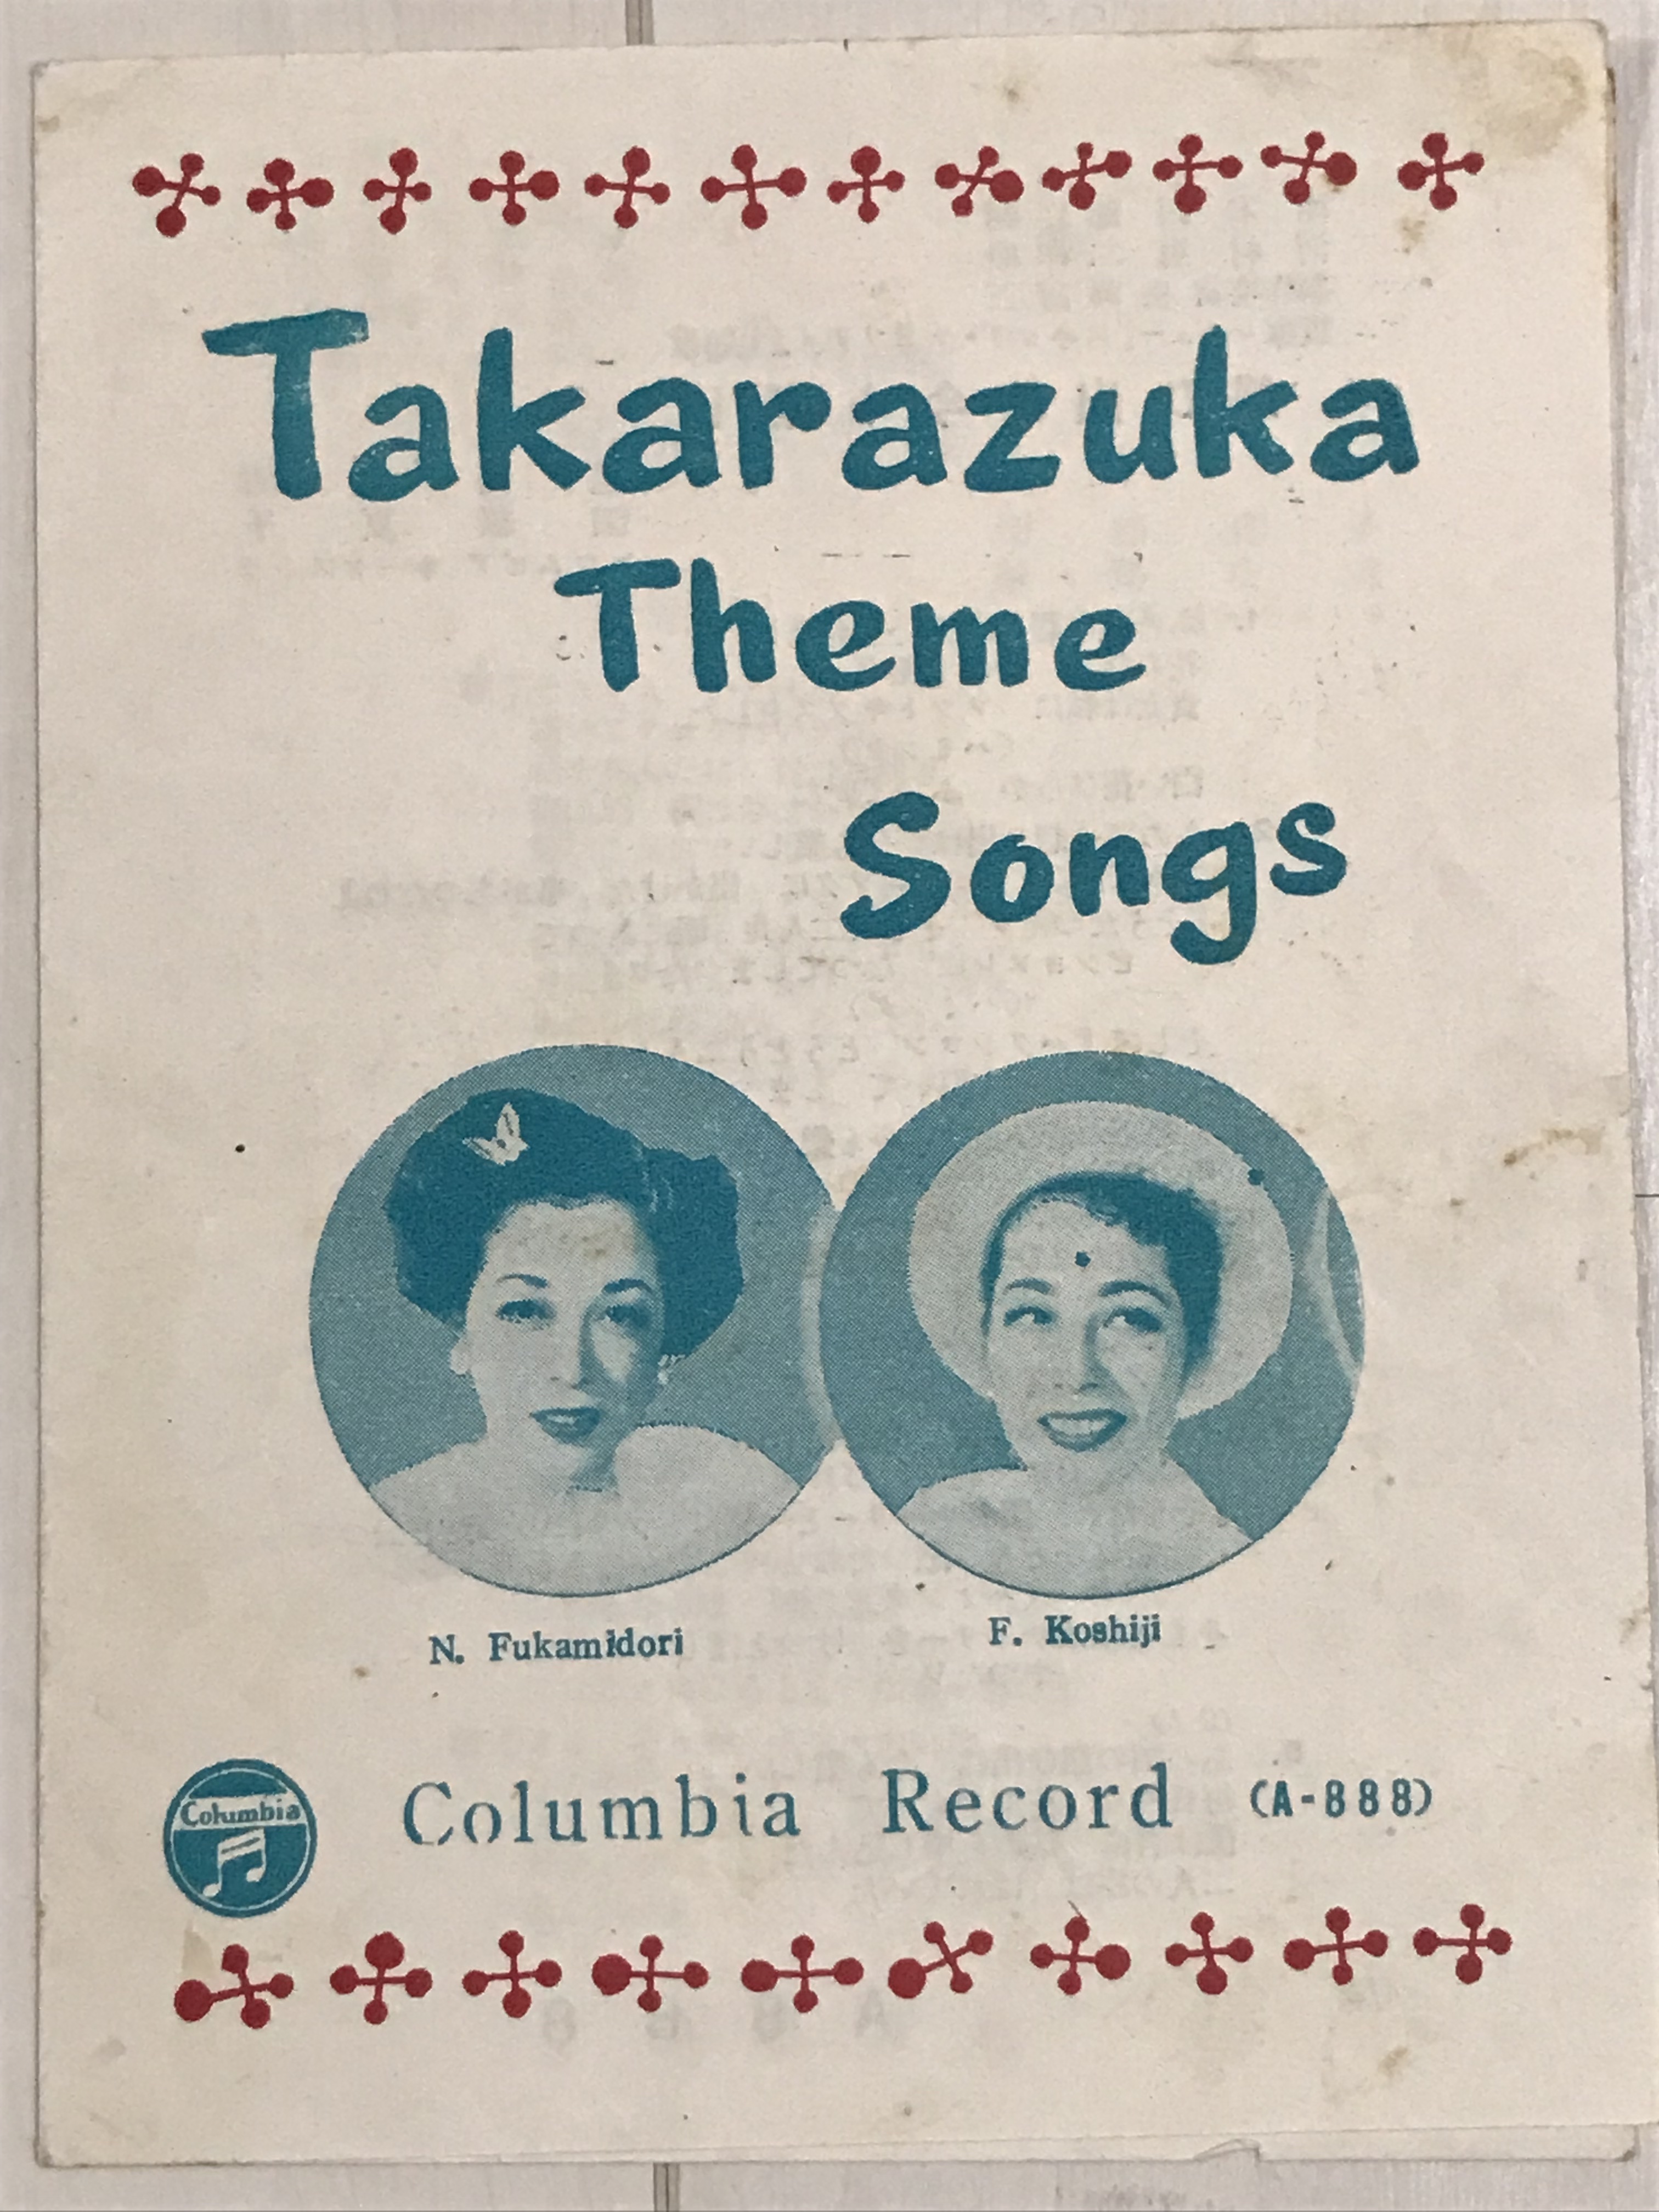 Takarazuka
Theme
Songs
N. Fukamidori
F. Koshiji
Columbia
Columbia Record (A-888)